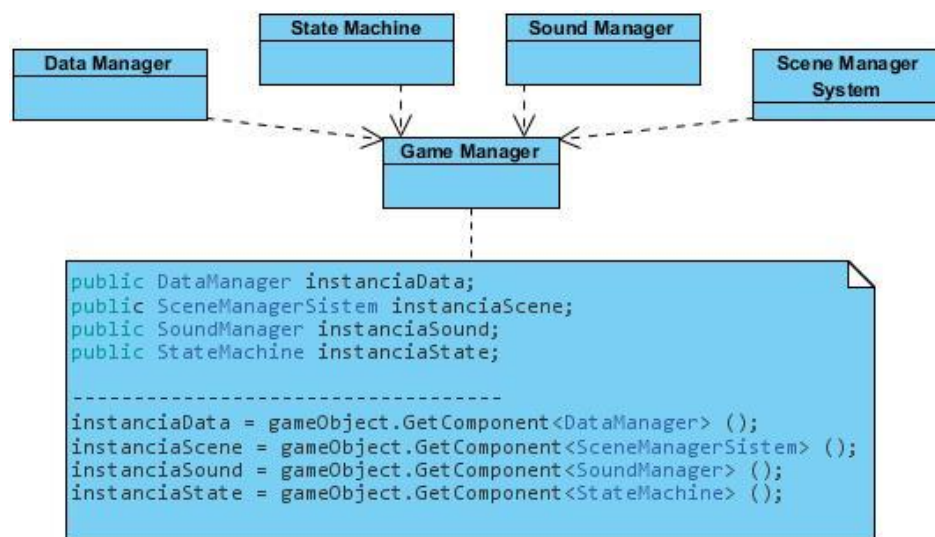 State Machine
Sound Manager
Data Manager
Scene Manager
System
Game Manager
public DataManager instanciaData;
public SceneManagerSistem instanciaScene;
public SoundManager instanciaSound;
public StateMachine instanciaState;
------------------------------------
instanciaData = gameObject.GetComponent<DataManager> ();
instanciaScene = gameObject.GetComponent<SceneManagerSistem> ();
instanciaSound = gameObject.GetComponent<SoundManager> ();
instanciaState = gameObject.GetComponent<StateMachine> ();